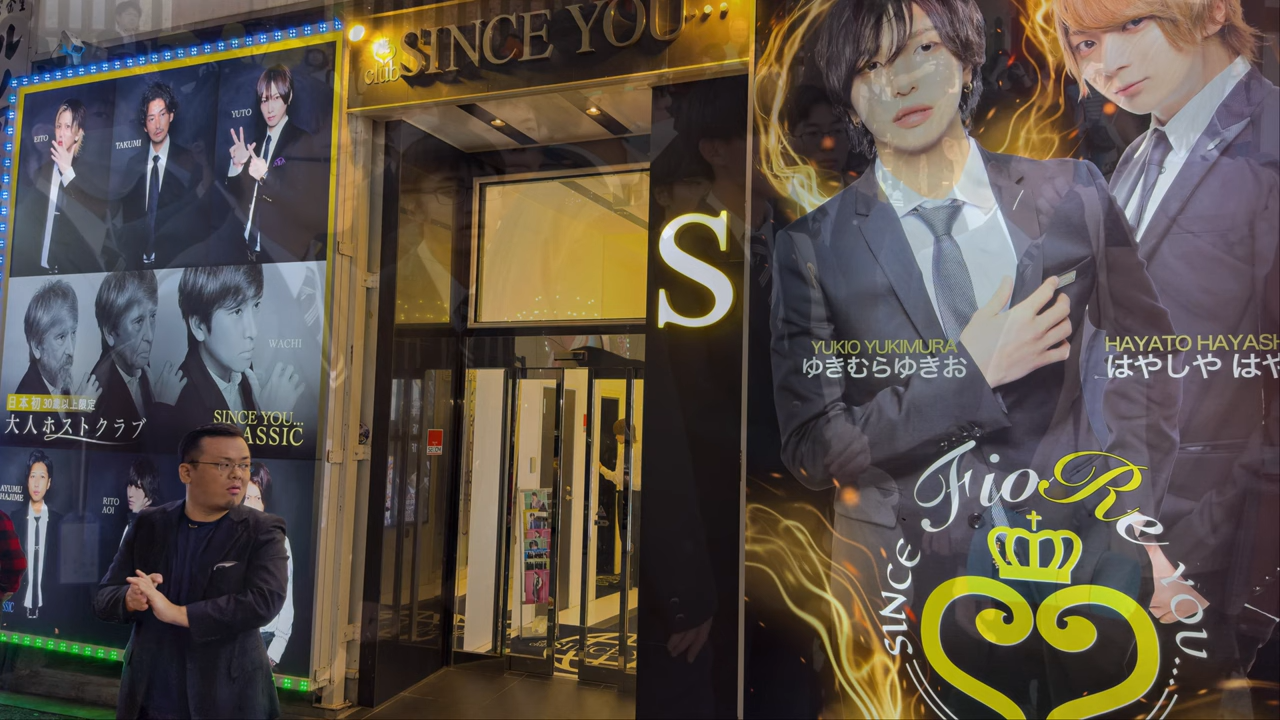 club SINCE YOU...
EITO
TAKUMI
YUTO
WACHI
日本初 30歳以上限定
大人ホストクラブ
SINCE YOU...
ASSIC
AYUMU
HAJIME
RITO
AOI
S
YUKIO YUKIMURA
ゆきむらゆきお
HAYATO HAYASH
はやしや はや
FioRe
SINCE YOU...